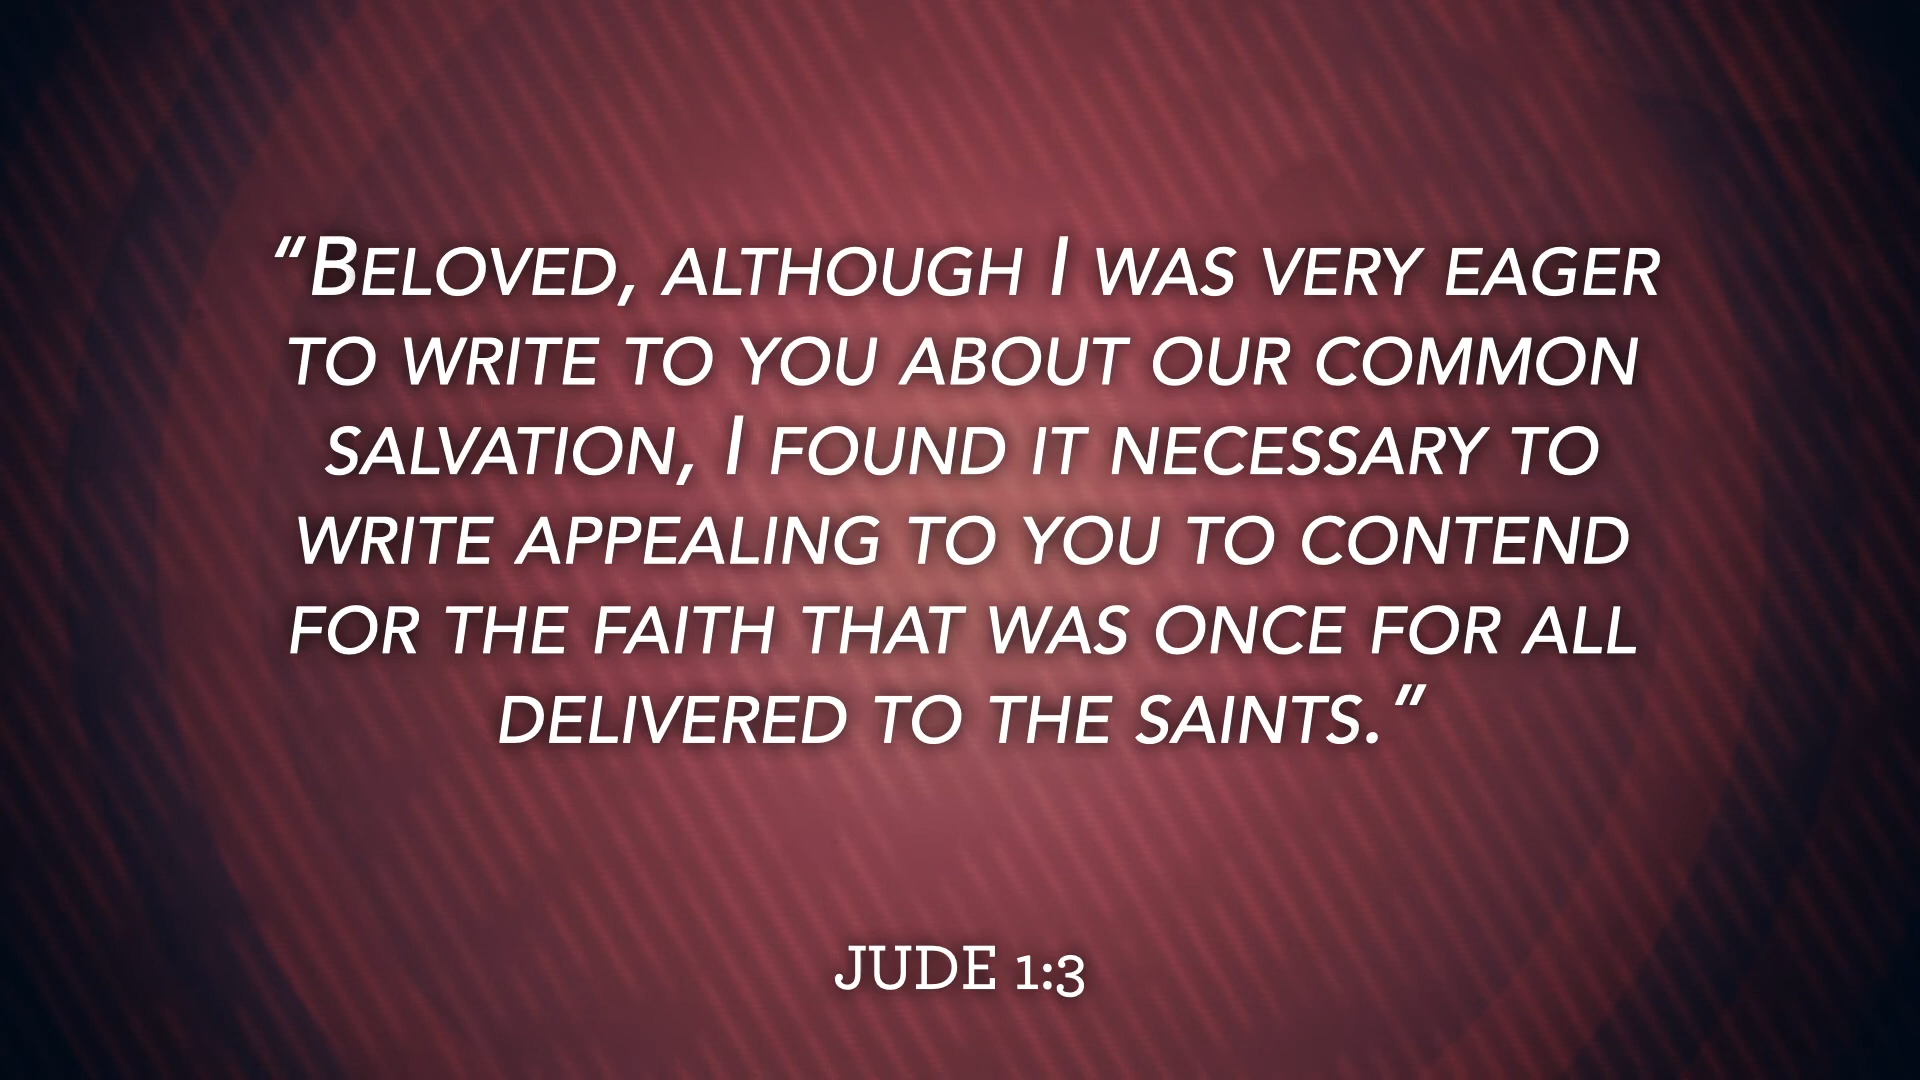 “Beloved, although I was very eager
to write to you about our common
salvation, I found it necessary to
write appealing to you to contend
for the faith that was once for all
delivered to the saints.”
JUDE 1:3